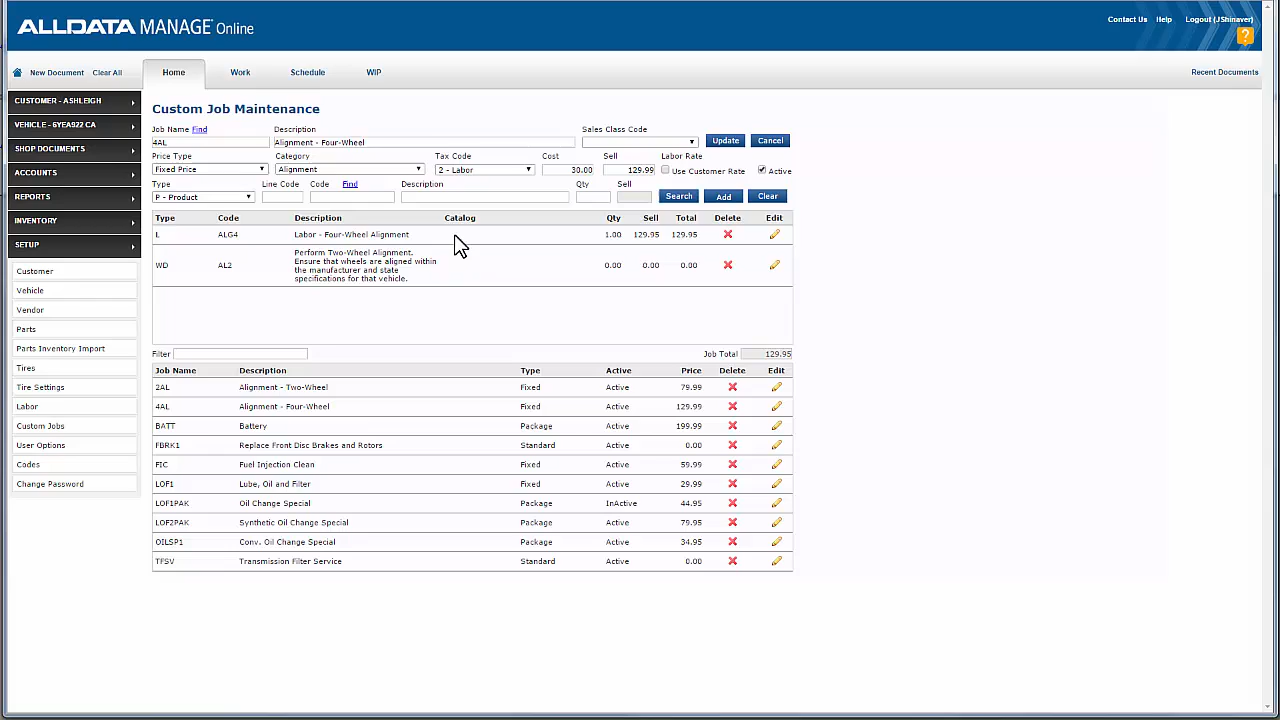 ALLDATA MANAGE Online
Contact Us Help Logout (JShinaver)
?
New Document Clear All Home Work Schedule WIP Recent Documents
CUSTOMER - ASHLEIGH
VEHICLE - 6YEA922 CA
SHOP DOCUMENTS
ACCOUNTS
REPORTS
INVENTORY
SETUP
Customer
Vehicle
Vendor
Parts
Parts Inventory Import
Tires
Tire Settings
Labor
Custom Jobs
User Options
Codes
Change Password
Custom Job Maintenance
Job Name Find Description Sales Class Code
4AL Alignment - Four-Wheel Update Cancel
Price Type Category Tax Code Cost Sell Labor Rate
Fixed Price Alignment 2 - Labor 30.00 129.99 Use Customer Rate Active
Type Line Code Code Find Description Qty Sell
P - Product Search Add Clear
Type Code Description Catalog Qty Sell Total Delete Edit
L ALG4 Labor - Four-Wheel Alignment 1.00 129.95 129.95
WD AL2 Perform Two-Wheel Alignment. 0.00 0.00 0.00
Ensure that wheels are aligned within
the manufacturer and state
specifications for that vehicle.
Filter Job Total 129.95
Job Name Description Type Active Price Delete Edit
2AL Alignment - Two-Wheel Fixed Active 79.99
4AL Alignment - Four-Wheel Fixed Active 129.99
BATT Battery Package Active 199.99
FBRK1 Replace Front Disc Brakes and Rotors Standard Active 0.00
FIC Fuel Injection Clean Fixed Active 59.99
LOF1 Lube, Oil and Filter Fixed Active 29.99
LOF1PAK Oil Change Special Package InActive 44.95
LOF2PAK Synthetic Oil Change Special Package Active 79.95
OILSP1 Conv. Oil Change Special Package Active 34.95
TFSV Transmission Filter Service Standard Active 0.00